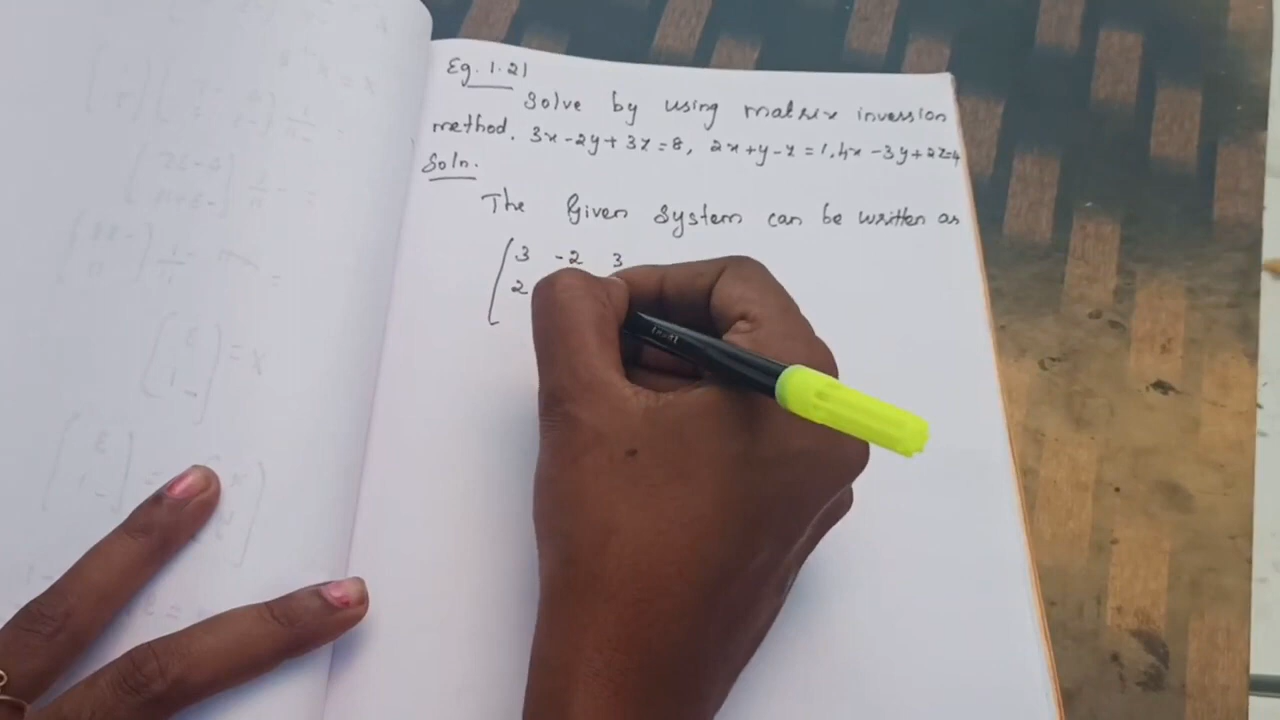 Eg. 1.21
Solve by using matrix inversion
method. 3x-2y+3z=8, 2x+y-z=1, 4x-3y+2z=4
Soln.
The Given System can be written as
3 -2 3
2